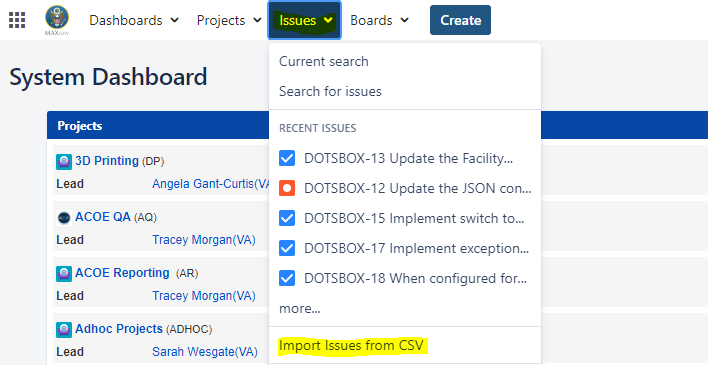 Dashboards Projects Issues Boards Create
MAX.GOV
Current search
System Dashboard
Search for issues
RECENT ISSUES
Projects
DOTSBOX-13 Update the Facility...
3D Printing (DP)
Lead Angela Gant-Curtis(VA
DOTSBOX-12 Update the JSON con...
ACOE QA (AQ)
DOTSBOX-15 Implement switch to...
Lead Tracey Morgan(VA)
DOTSBOX-17 Implement exception...
ACOE Reporting (AR)
DOTSBOX-18 When configured for...
Lead Tracey Morgan(VA)
more...
Adhoc Projects (ADHOC)
Import Issues from CSV
Lead Sarah Wesgate(VA)